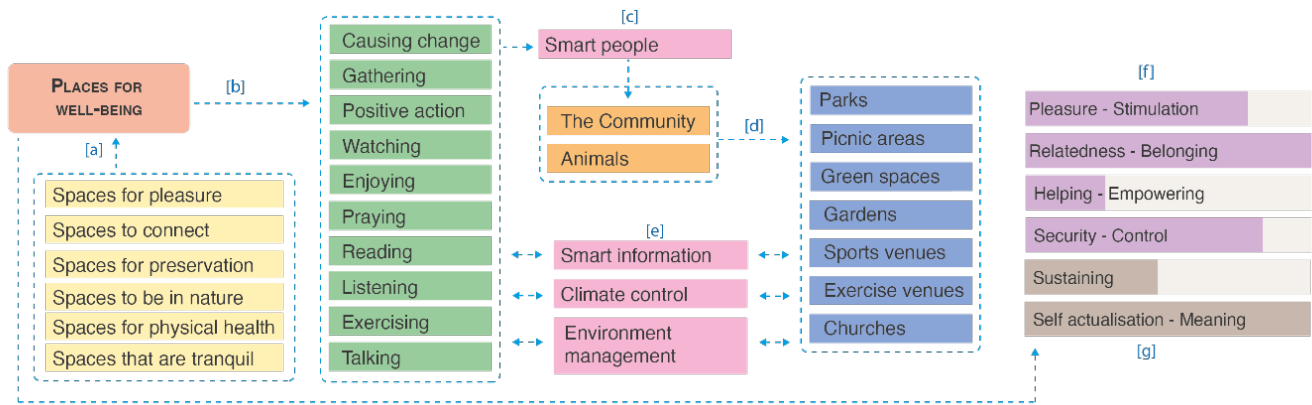 PLACES FOR
WELL-BEING
[a]
Spaces for pleasure
Spaces to connect
Spaces for preservation
Spaces to be in nature
Spaces for physical health
Spaces that are tranquil
[b]
Causing change
Gathering
Positive action
Watching
Enjoying
Praying
Reading
Listening
Exercising
Talking
[c]
Smart people
The Community
Animals
[d]
[e]
Smart information
Climate control
Environment
management
Parks
Picnic areas
Green spaces
Gardens
Sports venues
Exercise venues
Churches
[f]
Pleasure - Stimulation
Relatedness - Belonging
Helping - Empowering
Security - Control
Sustaining
Self actualisation - Meaning
[g]